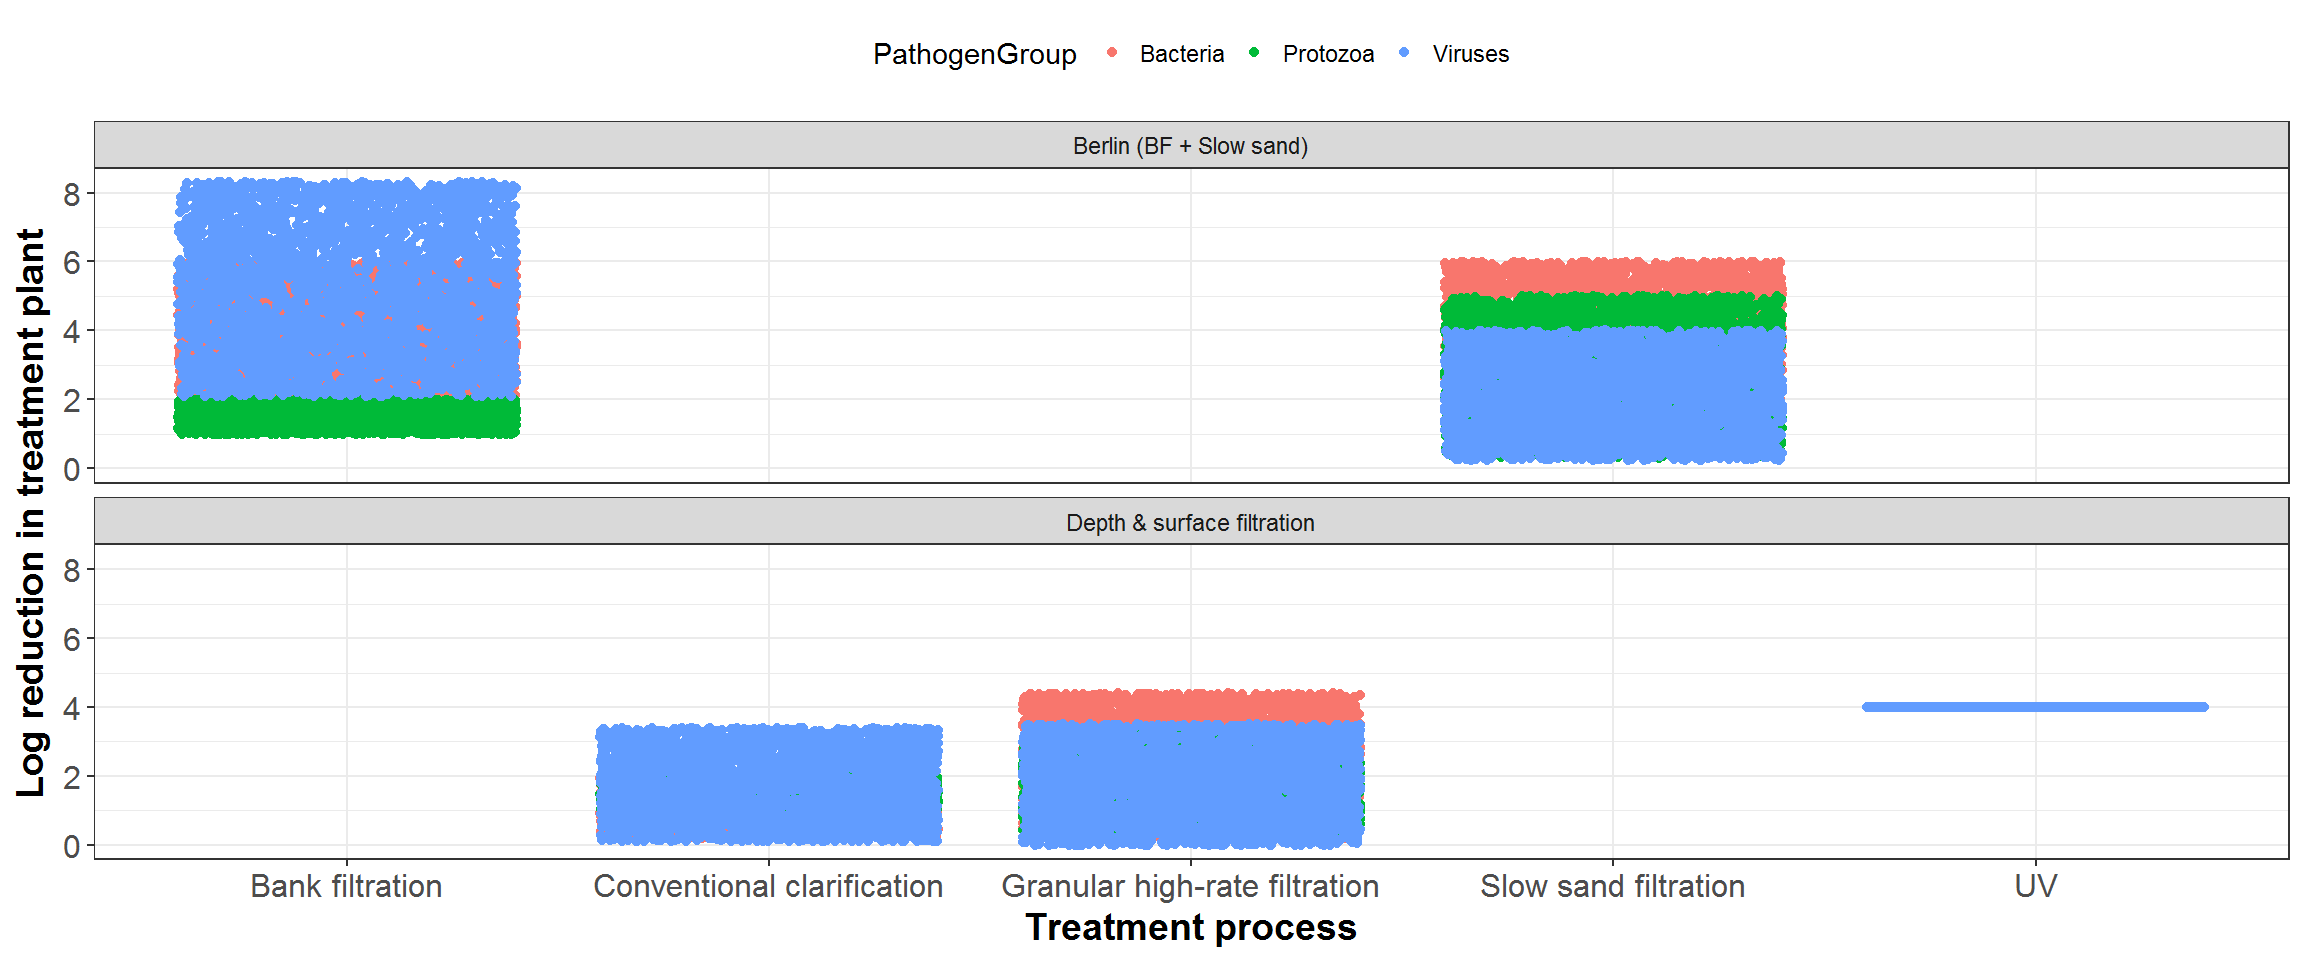 PathogenGroup Bacteria Protozoa Viruses
Berlin (BF + Slow sand)
8
6
4
2
0
Depth & surface filtration
8
6
4
2
0
Log reduction in treatment plant
Bank filtration Conventional clarification Granular high-rate filtration Slow sand filtration UV
Treatment process